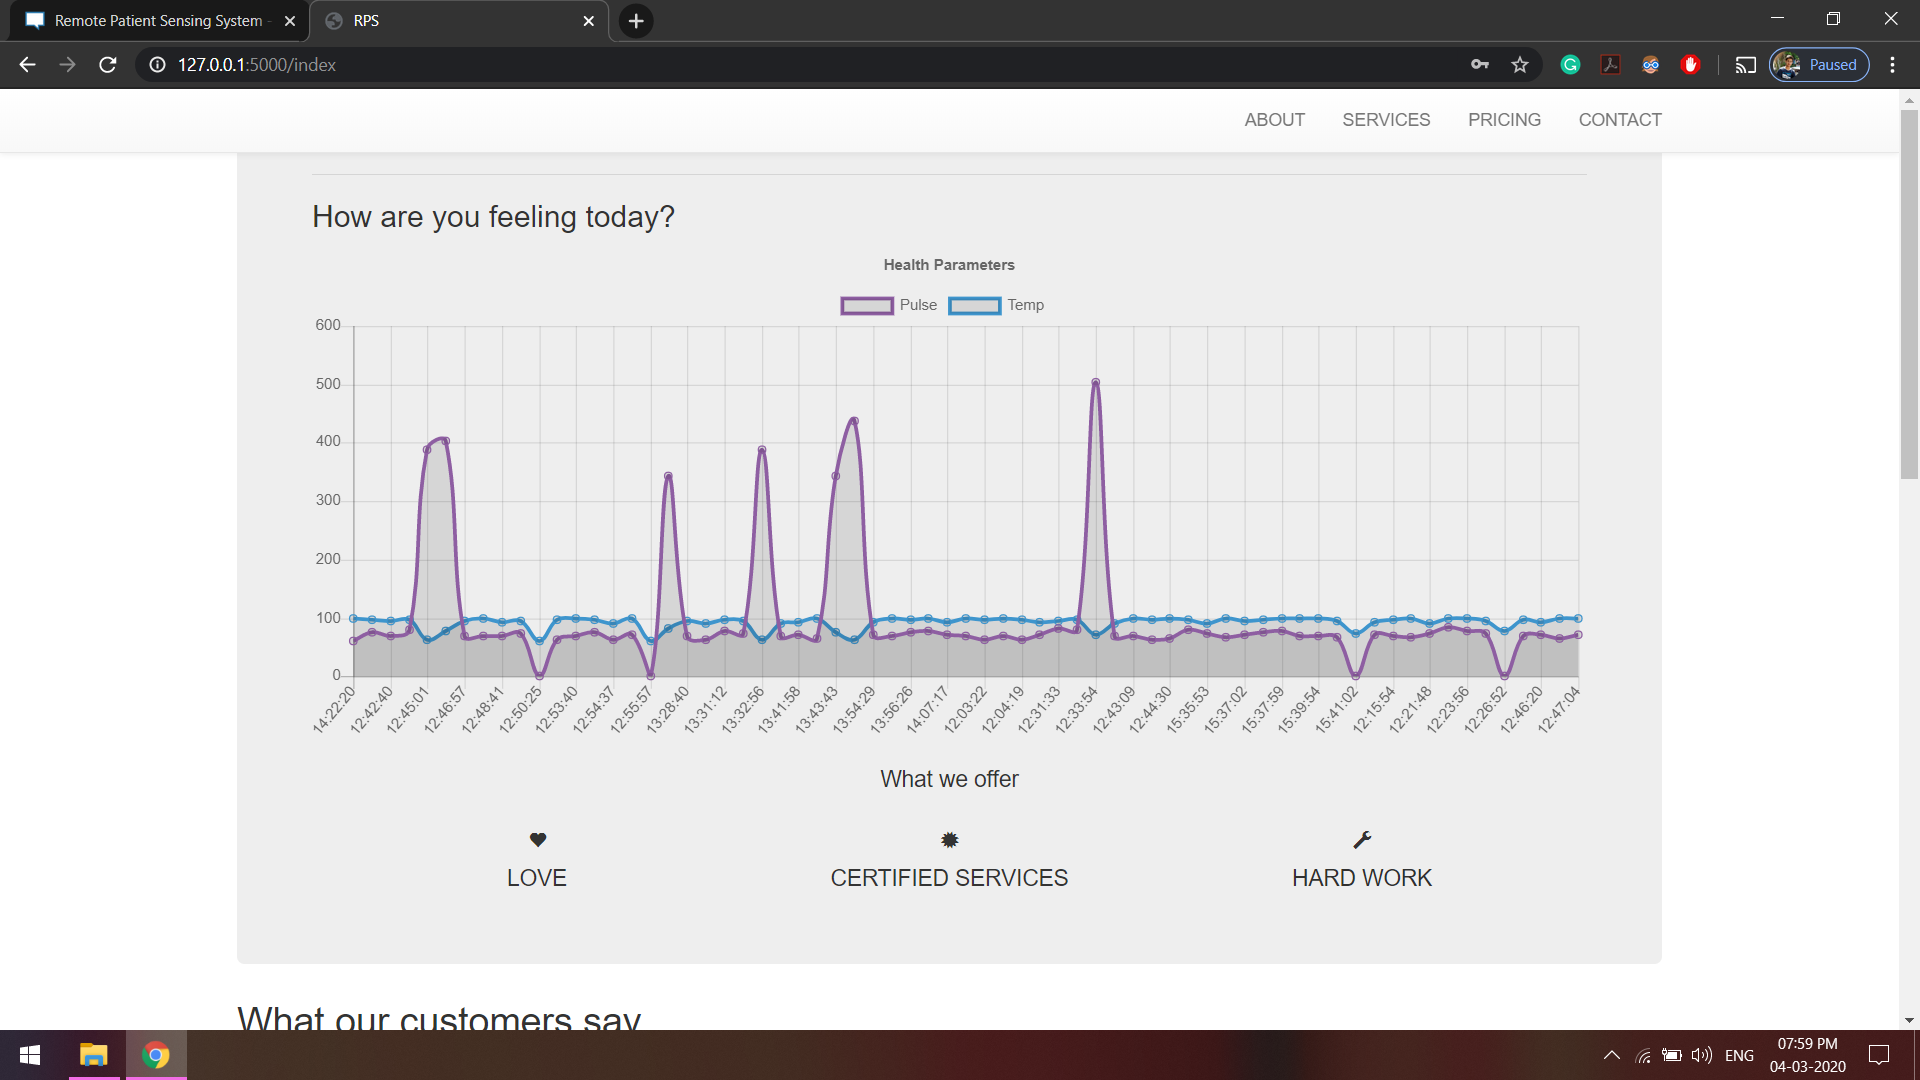 Remote Patient Sensing System -
RPS
127.0.0.1:5000/index
Paused
ABOUT SERVICES PRICING CONTACT
How are you feeling today?
Health Parameters
Pulse Temp
600
500
400
300
200
100
0
14:22:20 12:42:40 12:45:01 12:46:57 12:48:41 12:50:25 12:53:40 12:54:37 12:55:57 13:28:40 13:31:12 13:32:56 13:41:58 13:43:43 13:54:29 13:56:26 14:07:17 12:03:22 12:04:19 12:31:33 12:33:54 12:43:09 12:44:30 15:35:53 15:37:02 15:37:59 15:39:54 15:41:02 12:15:54 12:21:48 12:23:56 12:26:52 12:46:20 12:47:04
What we offer
LOVE CERTIFIED SERVICES HARD WORK
What our customers say
ENG
07:59 PM
04-03-2020